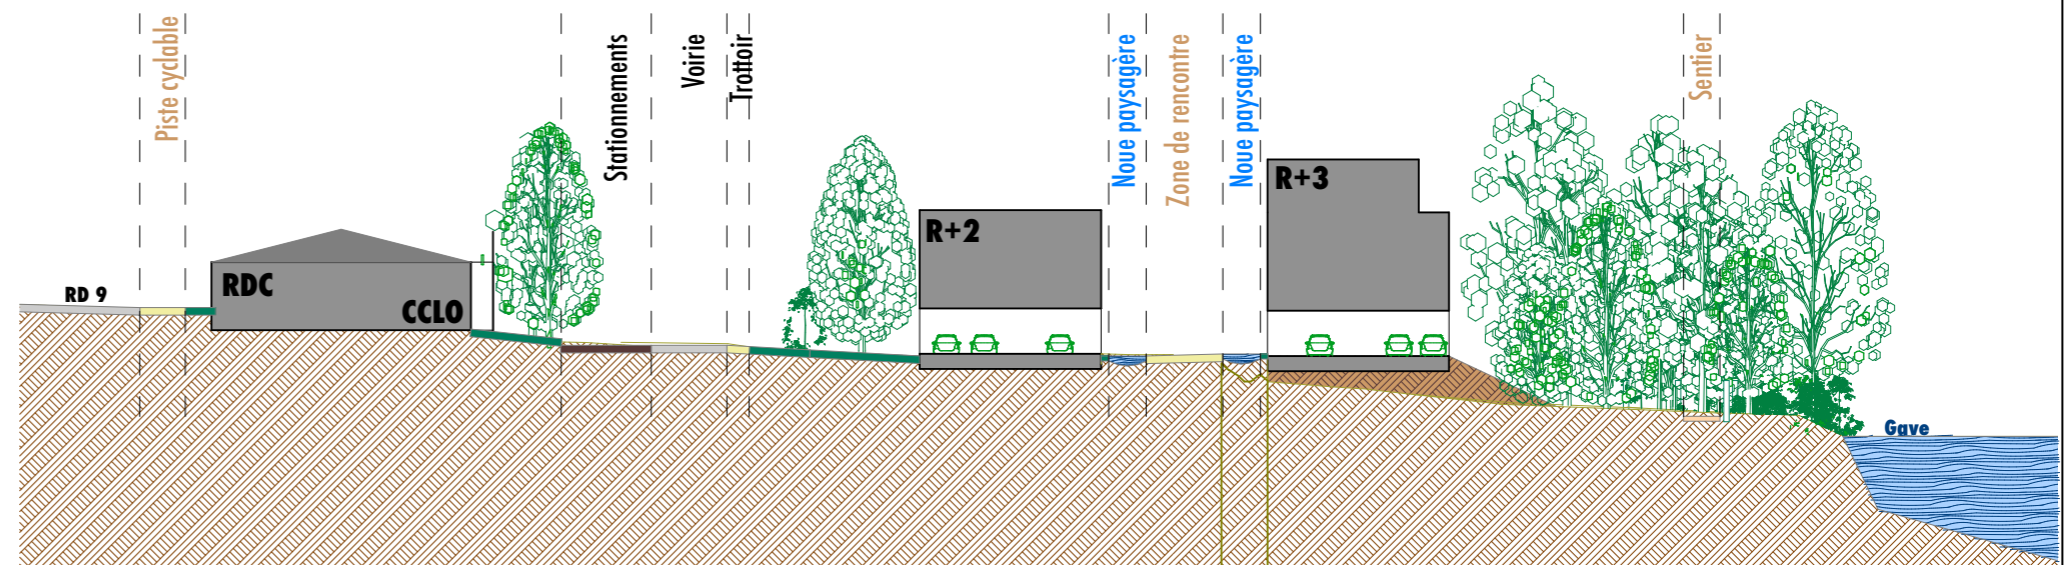 Piste cyclable
Stationnements
Voirie
Trottoir
Noue paysagère
Zone de rencontre
Noue paysagère
Sentier
R+3
R+2
RDC
CCLO
RD 9
Gave